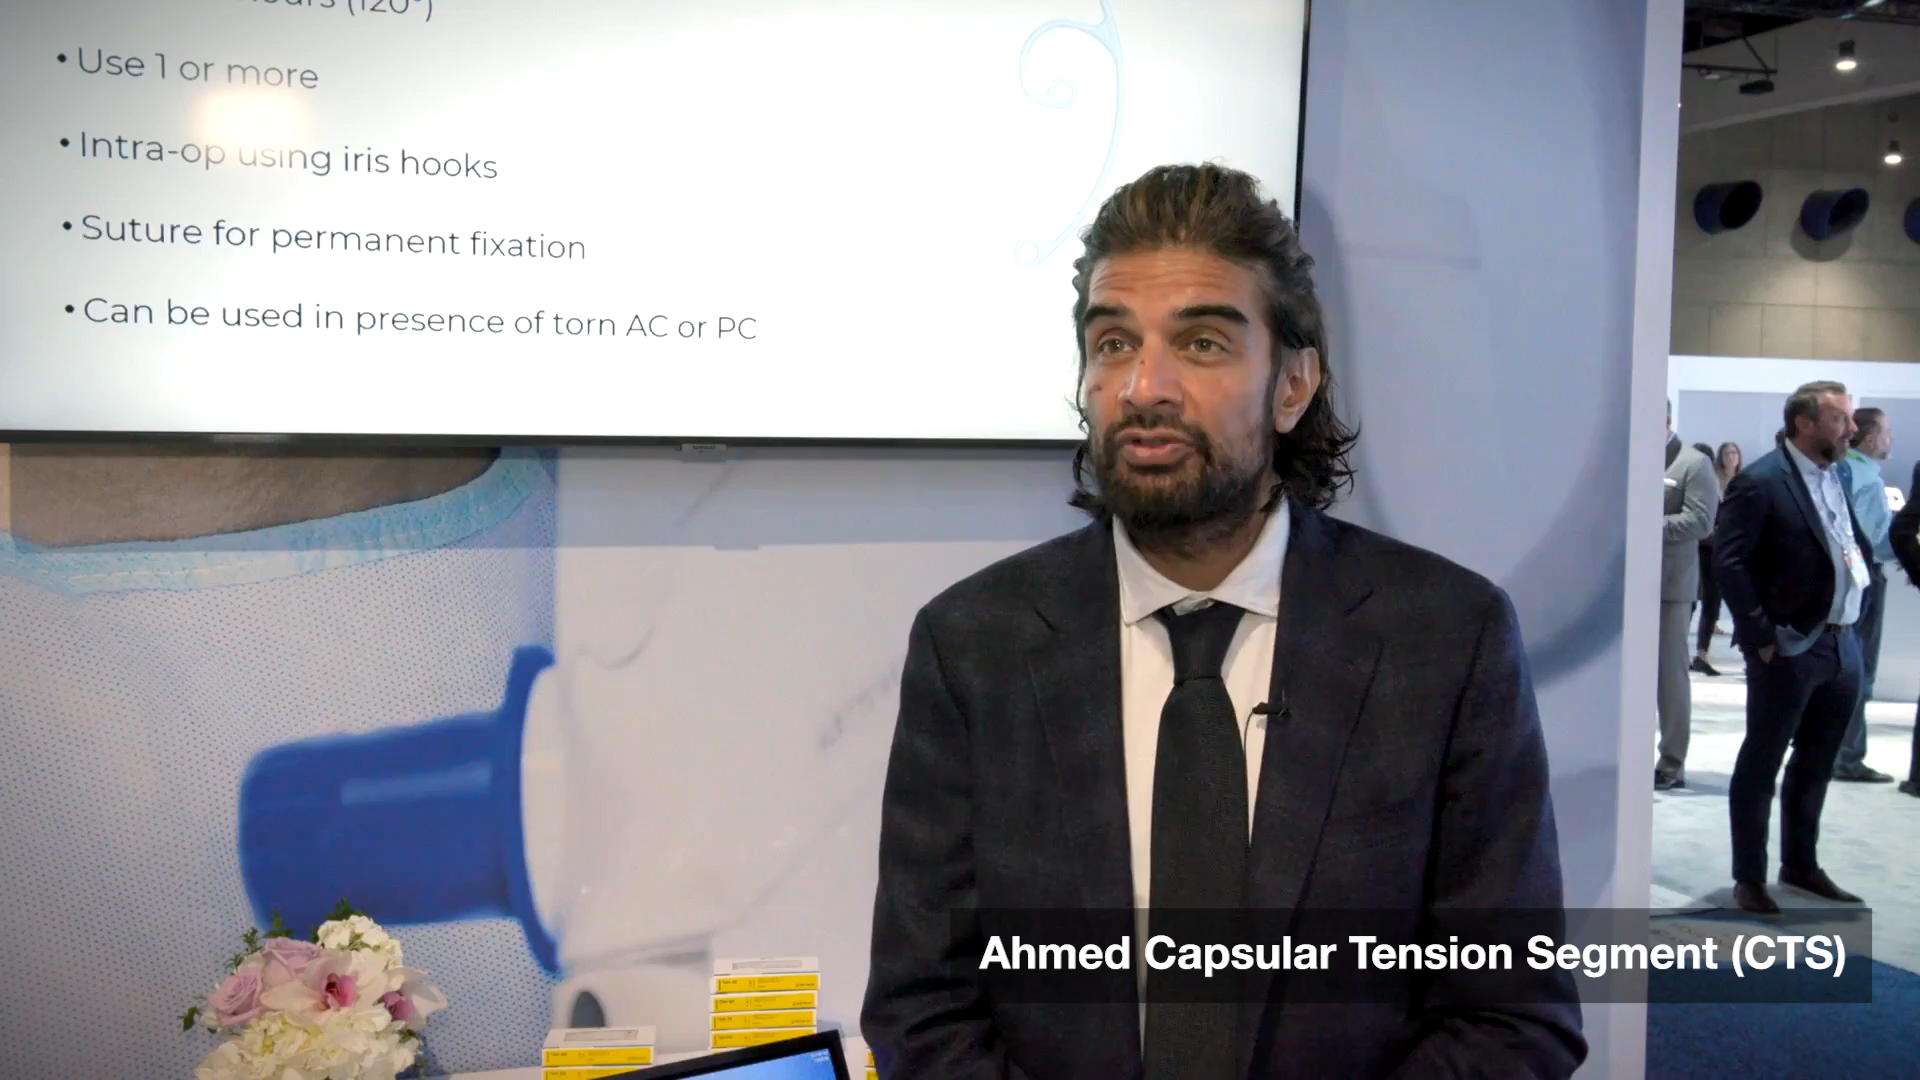 (120°)
• Use 1 or more
• Intra-op using iris hooks
• Suture for permanent fixation
• Can be used in presence of torn AC or PC
Ahmed Capsular Tension Segment (CTS)